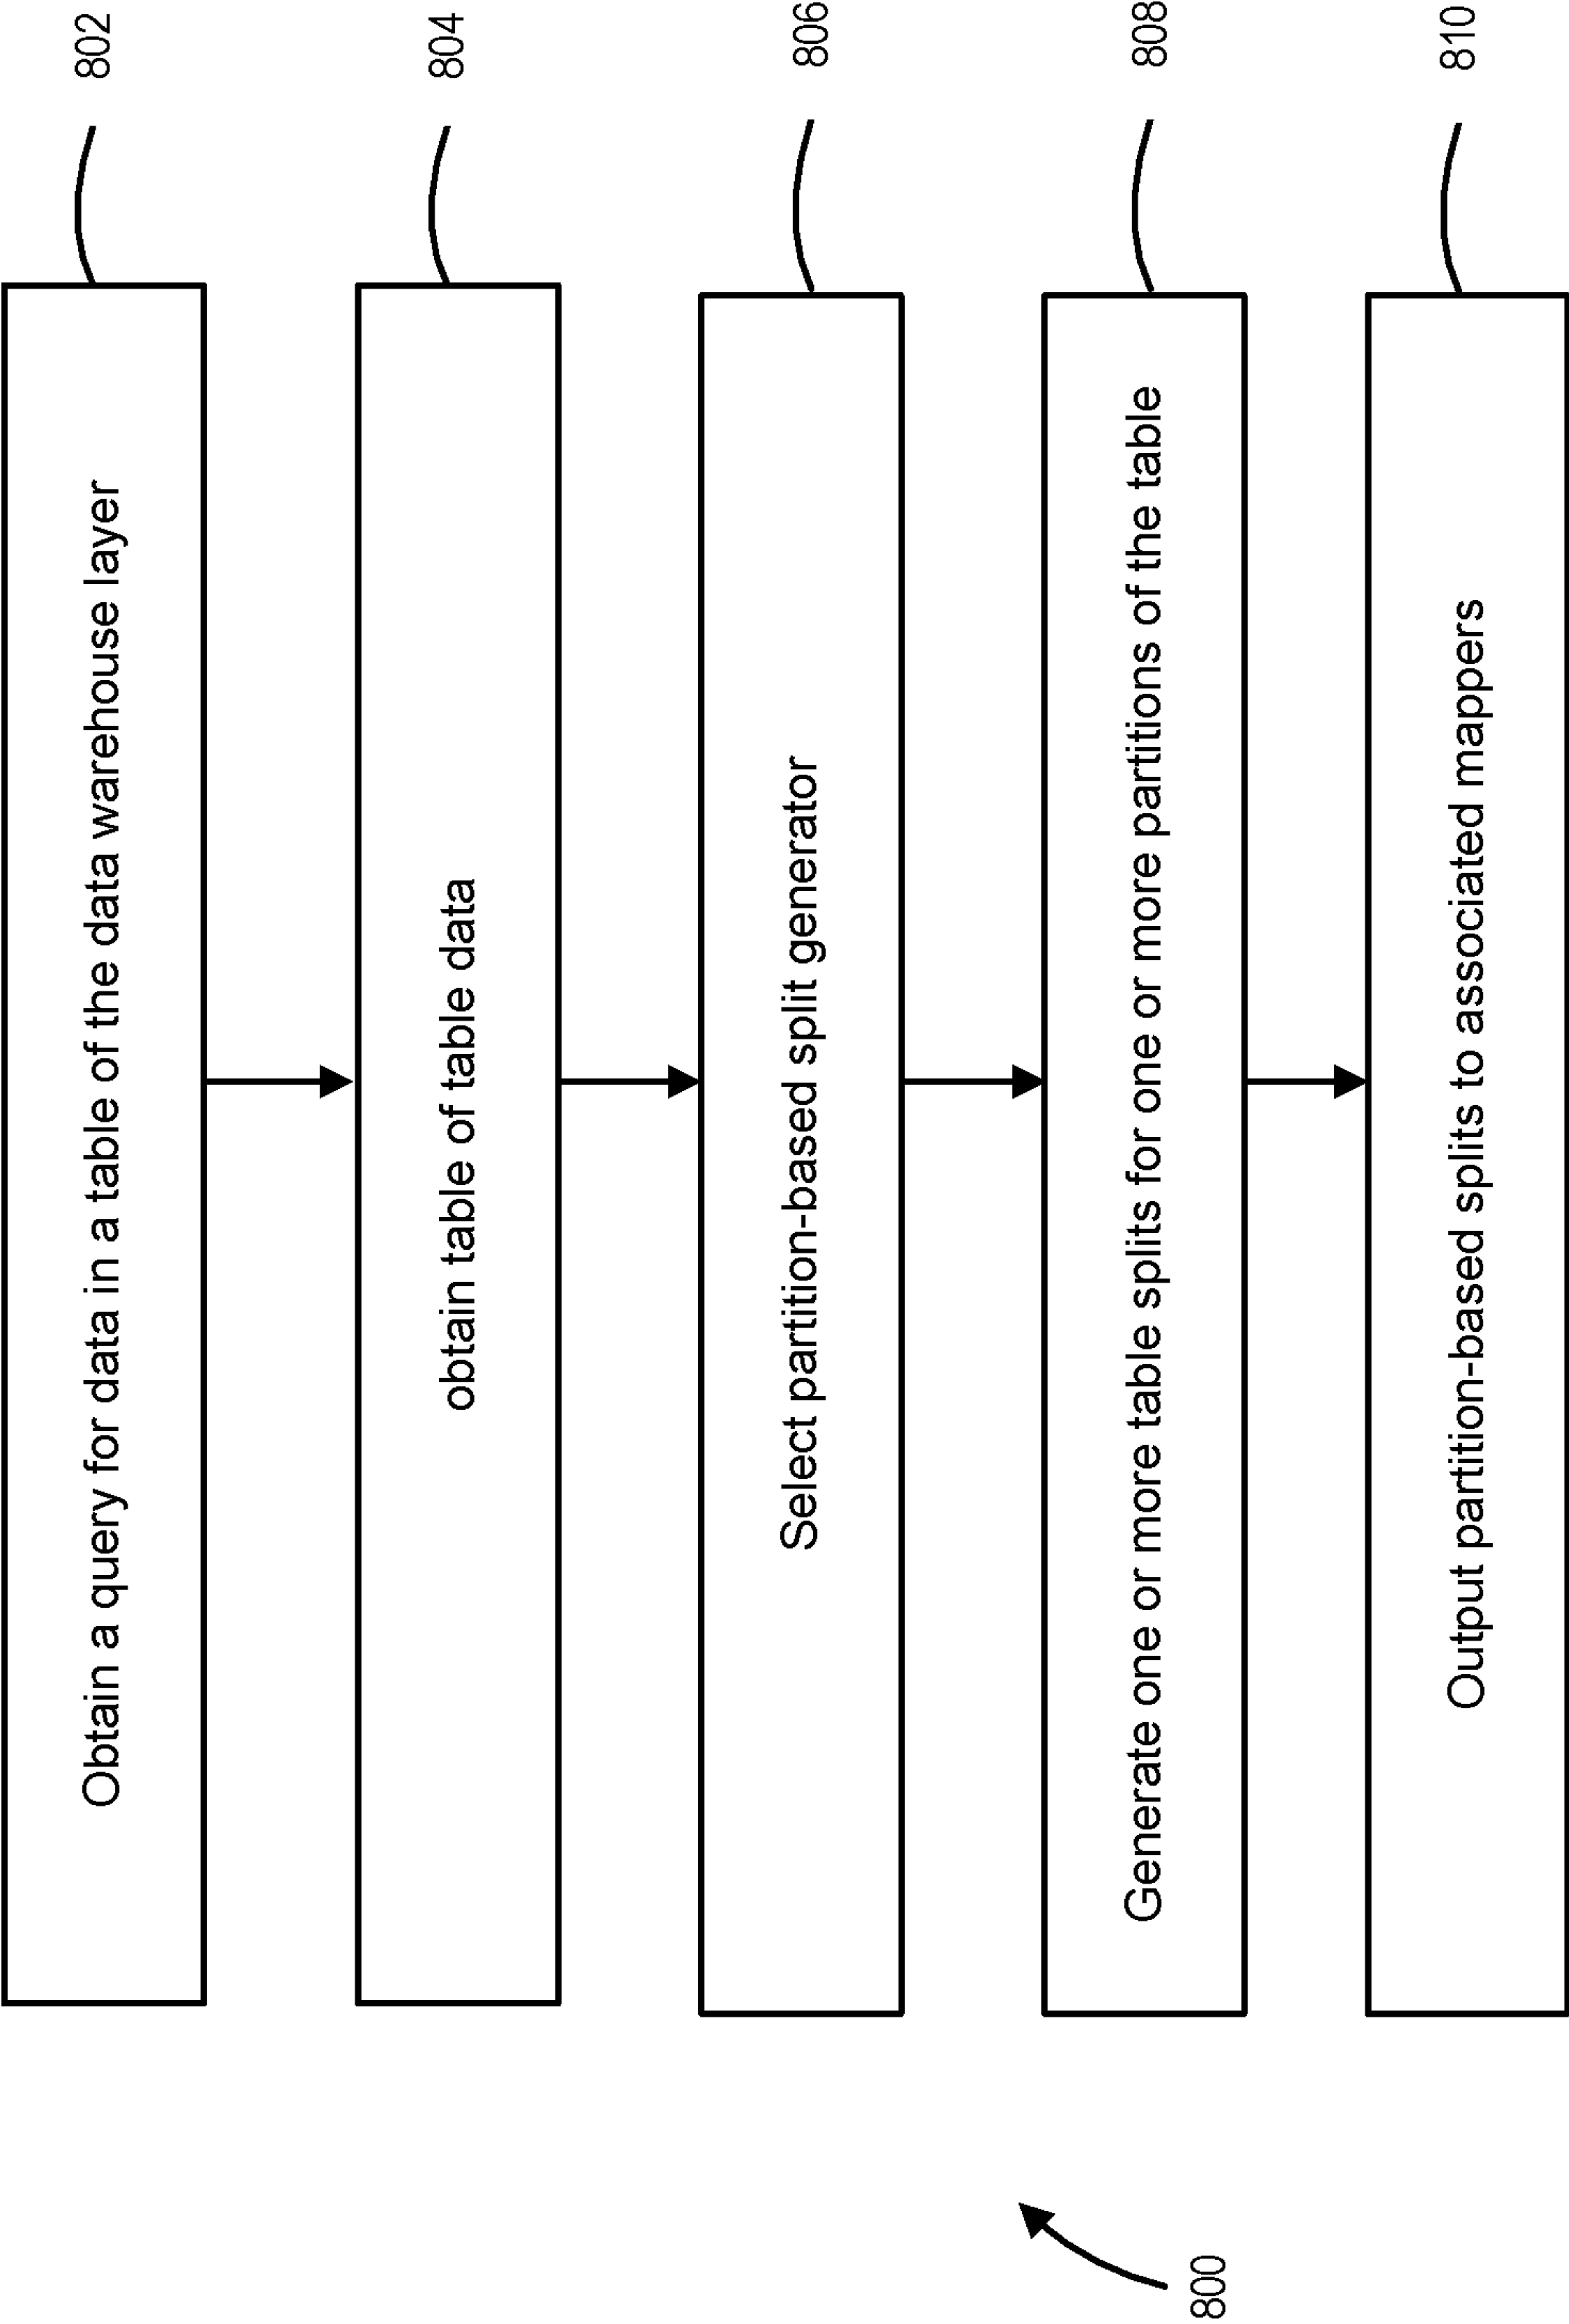 Obtain a query for data in a table of the data warehouse layer
802
obtain table of table data
804
Select partition-based split generator
806
Generate one or more table splits for one or more partitions of the table
808
Output partition-based splits to associated mappers
810
800